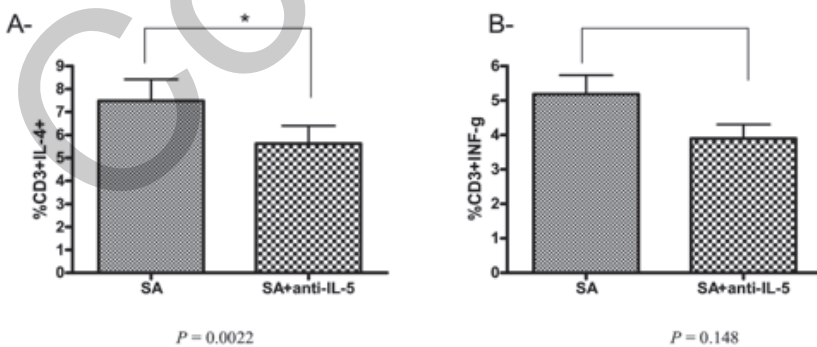 A-
*
%CD3+IL-4+
9
8
7
6
5
4
3
2
1
0
SA
SA+anti-IL-5
P = 0.0022
B-
%CD3+INF-g
6
5
4
3
2
1
0
SA
SA+anti-IL-5
P = 0.148